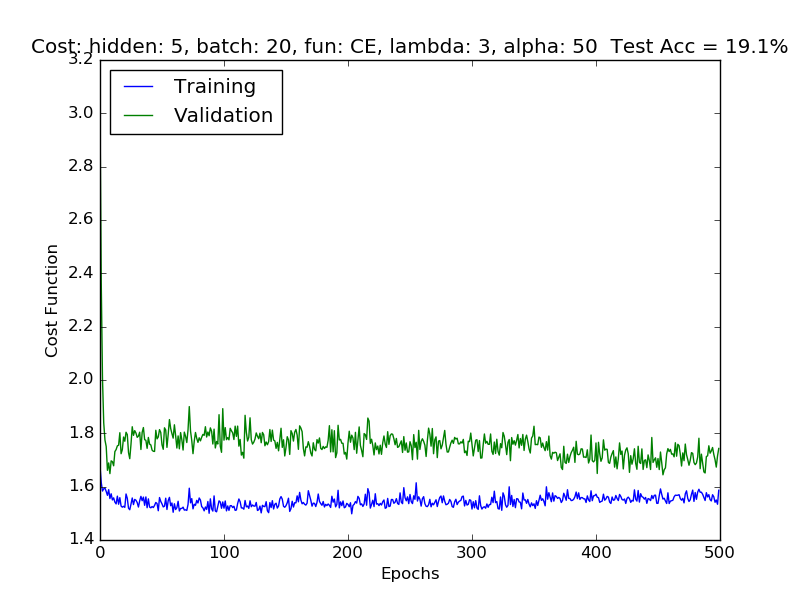 Cost: hidden: 5, batch: 20, fun: CE, lambda: 3, alpha: 50  Test Acc = 19.1%
3.2
Training
Validation
3.0
2.8
2.6
2.4
2.2
2.0
1.8
1.6
1.4
Cost Function
0 100 200 300 400 500
Epochs